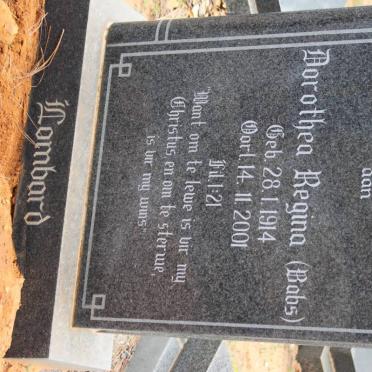 aan
Dorothea Regina (Babs)
Geb. 28. 1. 1914
Oorl. 14. 11. 2001
Fil. 1:21
"Want om te lewe is vir my
Christus en om te sterwe,
is vir my wins"
Lombard